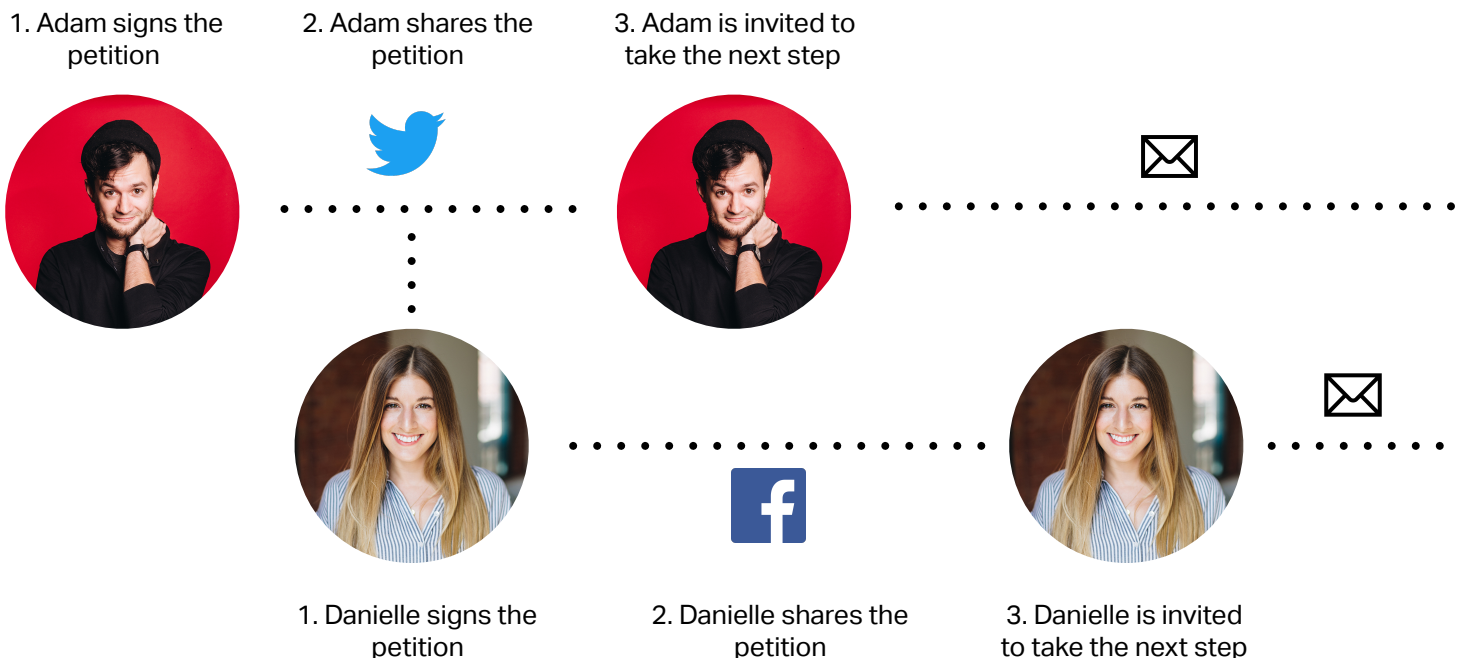 1. Adam signs the
petition
2. Adam shares the
petition
3. Adam is invited to
take the next step
1. Danielle signs the
petition
2. Danielle shares the
petition
3. Danielle is invited
to take the next step